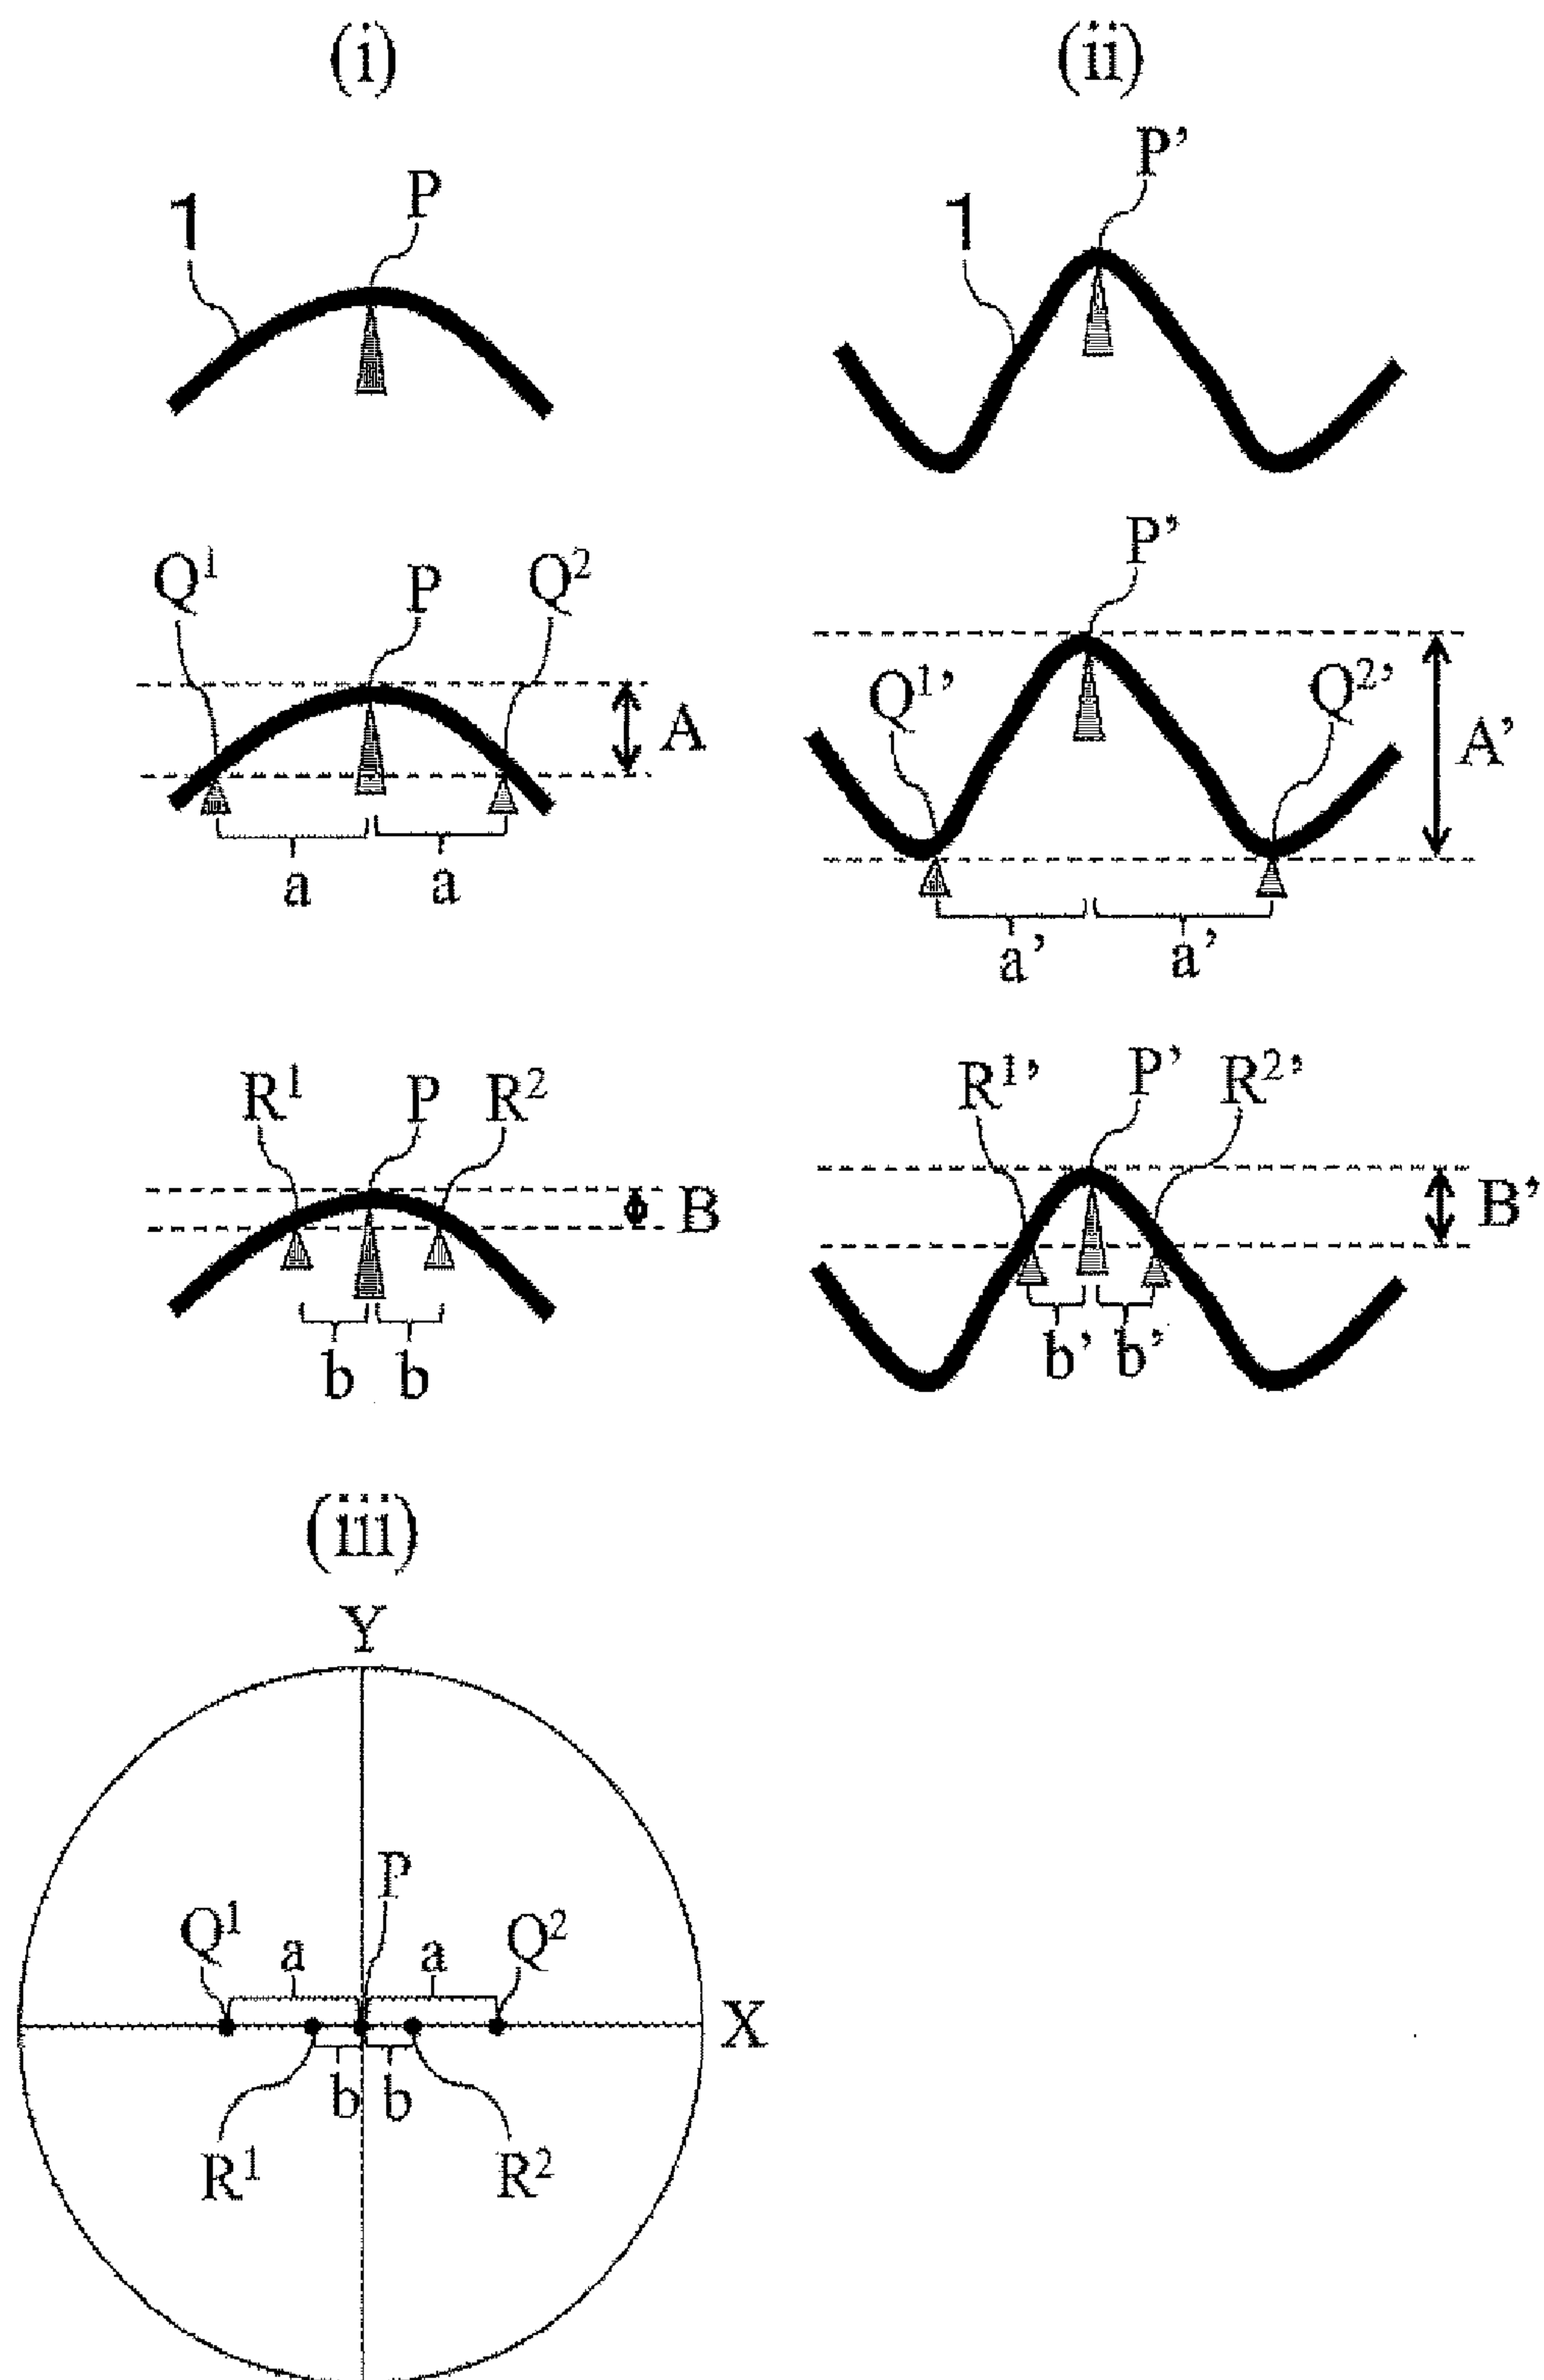 (i)
(ii)
1
P
1
P’
Q¹
P
Q²
A
a
a
P’
Q¹’
Q²’
A’
a’
a’
R¹
P
R²
B
b
b
R¹’
P’
R²’
B’
b’
b’
(iii)
Y
P
Q¹
a
a
Q²
X
b
b
R¹
R²